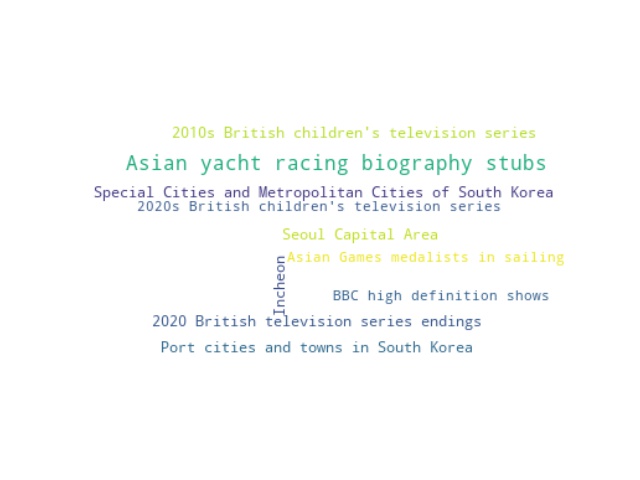 2010s British children's television series
Asian yacht racing biography stubs
Special Cities and Metropolitan Cities of South Korea
2020s British children's television series
Seoul Capital Area
Asian Games medalists in sailing
Incheon
BBC high definition shows
2020 British television series endings
Port cities and towns in South Korea